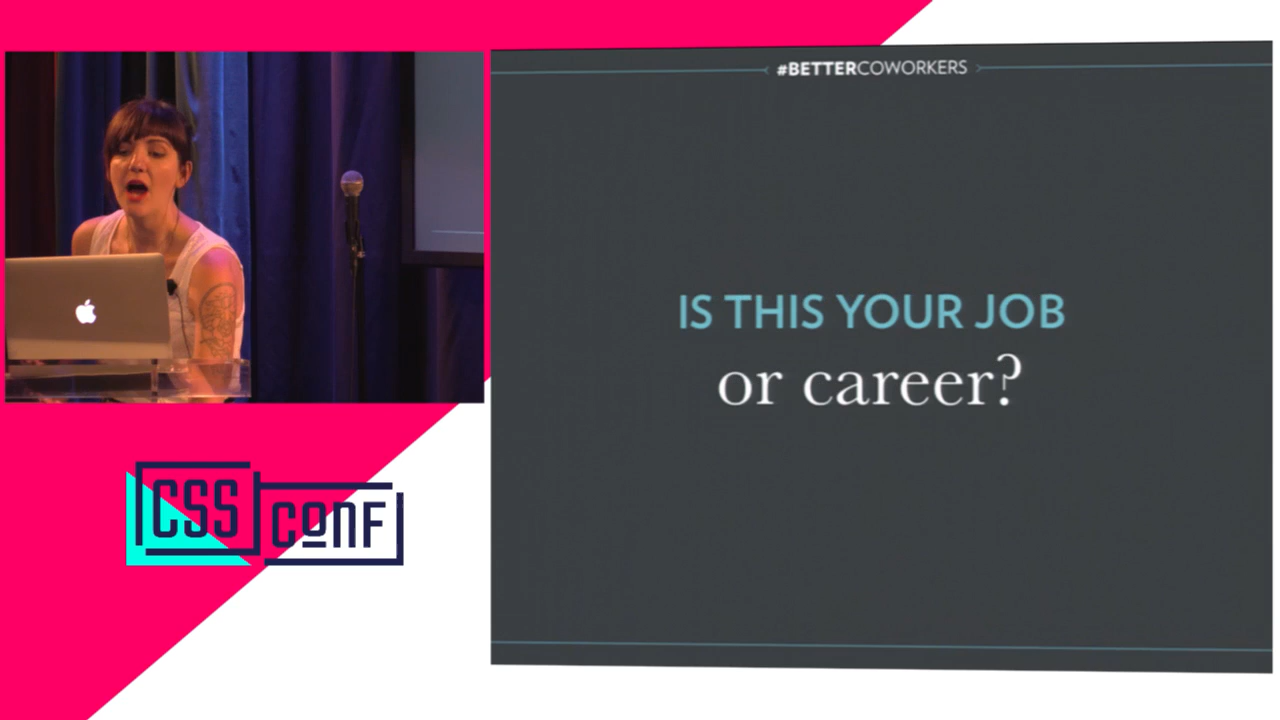 #BETTERCOWORKERS
IS THIS YOUR JOB
or career?
CSS
CONF